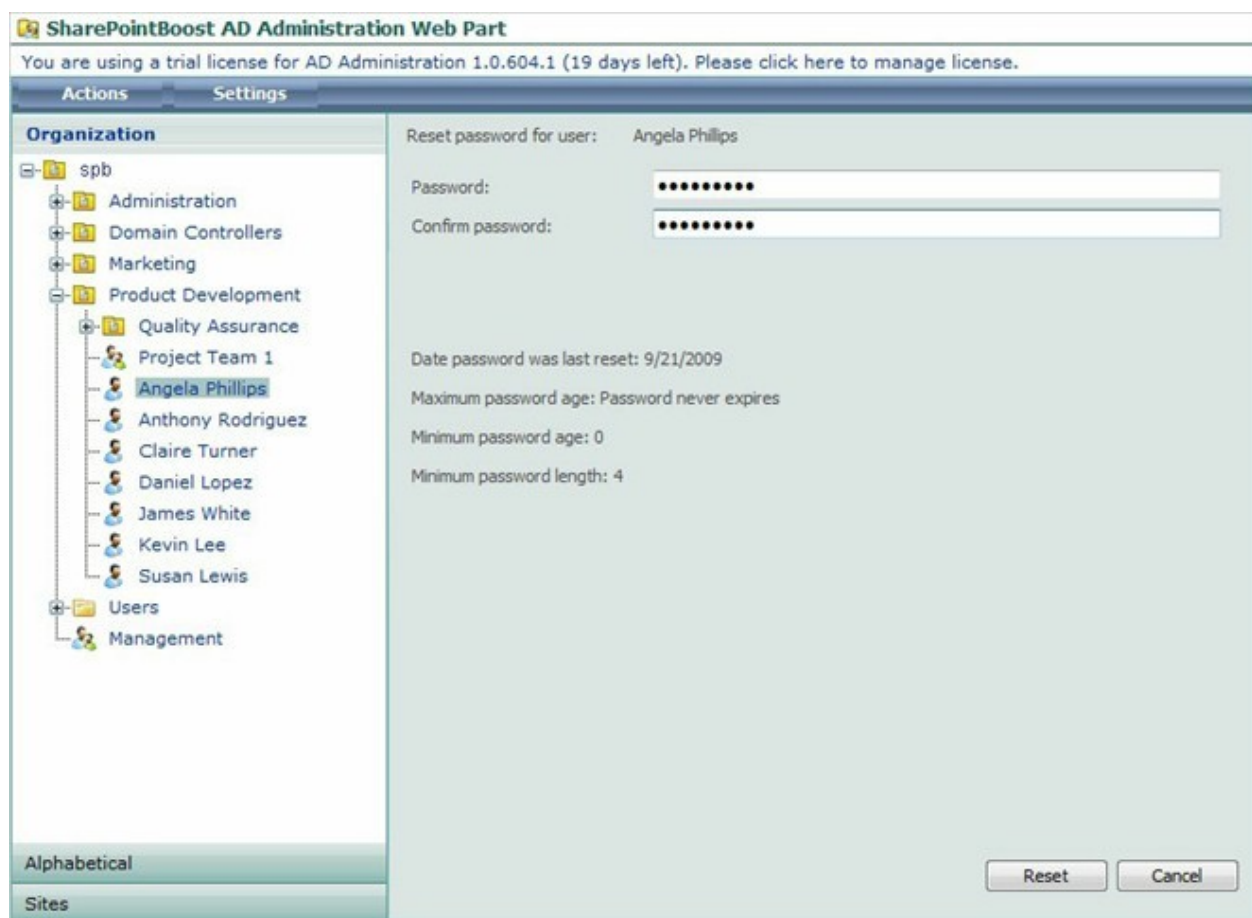 SharePointBoost AD Administration Web Part
You are using a trial license for AD Administration 1.0.604.1 (19 days left). Please click here to manage license.
Actions Settings
Organization
spb
Administration
Domain Controllers
Marketing
Product Development
Quality Assurance
Project Team 1
Angela Phillips
Anthony Rodriguez
Claire Turner
Daniel Lopez
James White
Kevin Lee
Susan Lewis
Users
Management
Alphabetical
Sites
Reset password for user: Angela Phillips
Password: •••••••••
Confirm password: •••••••••
Date password was last reset: 9/21/2009
Maximum password age: Password never expires
Minimum password age: 0
Minimum password length: 4
Reset Cancel